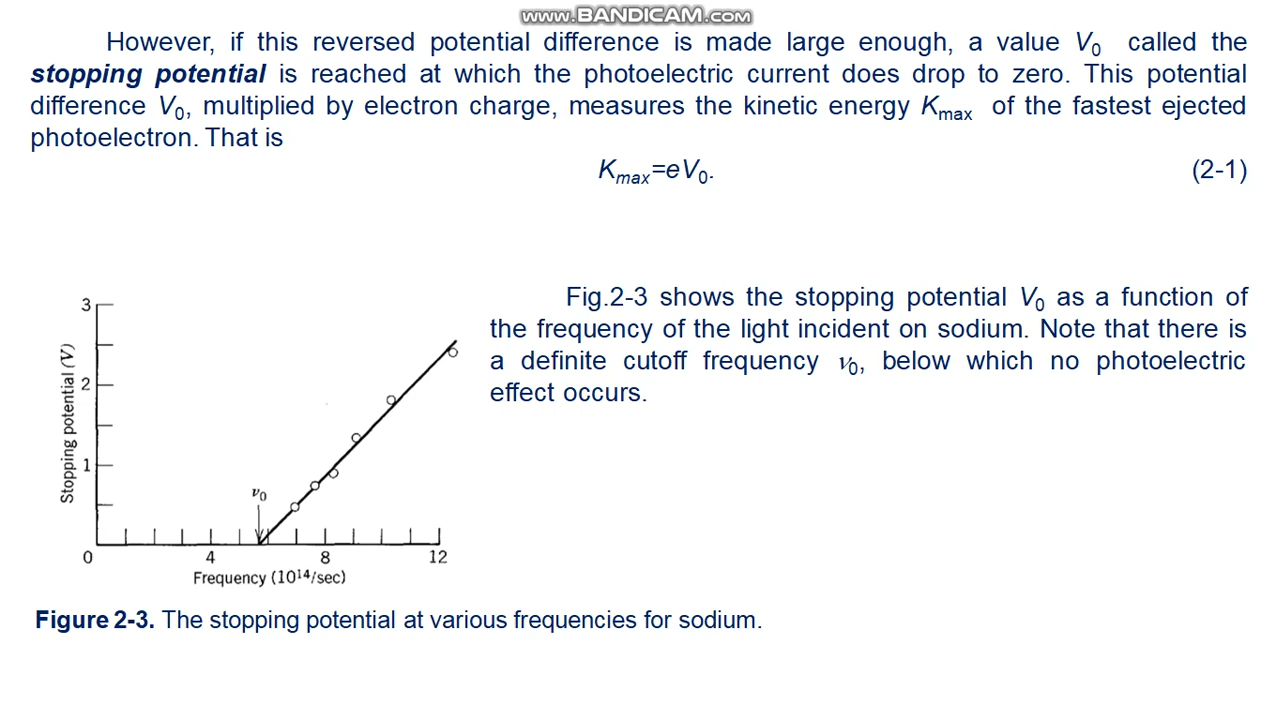 www.BANDICAM.com
However, if this reversed potential difference is made large enough, a value V₀ called the
stopping potential is reached at which the photoelectric current does drop to zero. This potential
difference V₀, multiplied by electron charge, measures the kinetic energy Kmax of the fastest ejected
photoelectron. That is
Kmax=eV₀. (2-1)
Fig.2-3 shows the stopping potential V₀ as a function of
the frequency of the light incident on sodium. Note that there is
a definite cutoff frequency ν₀, below which no photoelectric
effect occurs.
Stopping potential (V)
3
2
1
ν₀
0 4 8 12
Frequency (10¹⁴/sec)
Figure 2-3. The stopping potential at various frequencies for sodium.